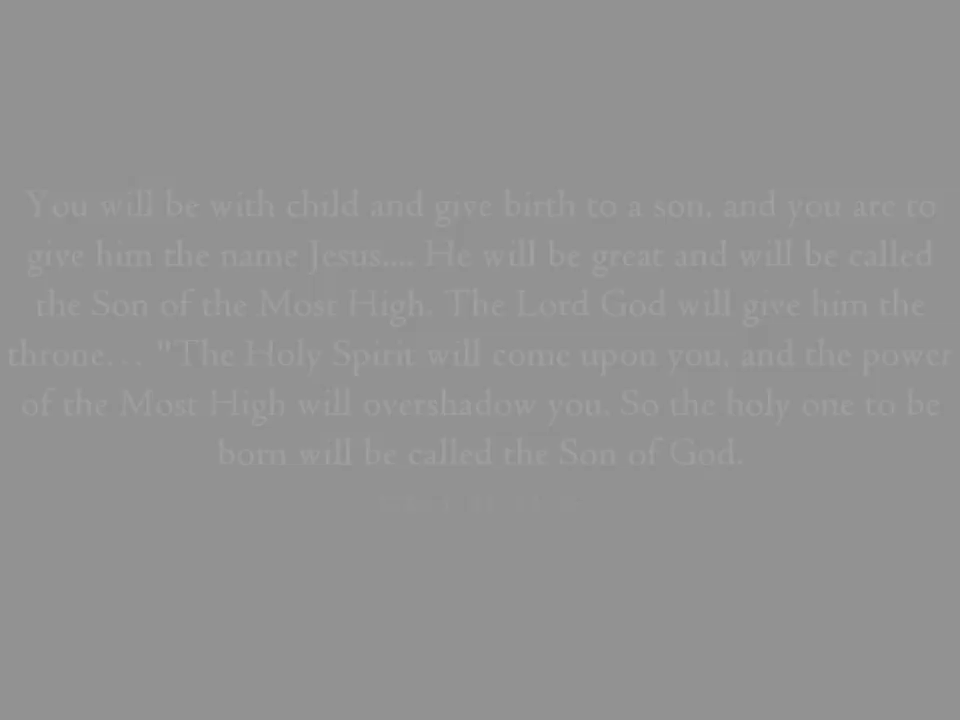 You will be with child and give birth to a son, and you are to
give him the name Jesus.... He will be great and will be called
the Son of the Most High. The Lord God will give him the
throne… "The Holy Spirit will come upon you, and the power
of the Most High will overshadow you. So the holy one to be
born will be called the Son of God.